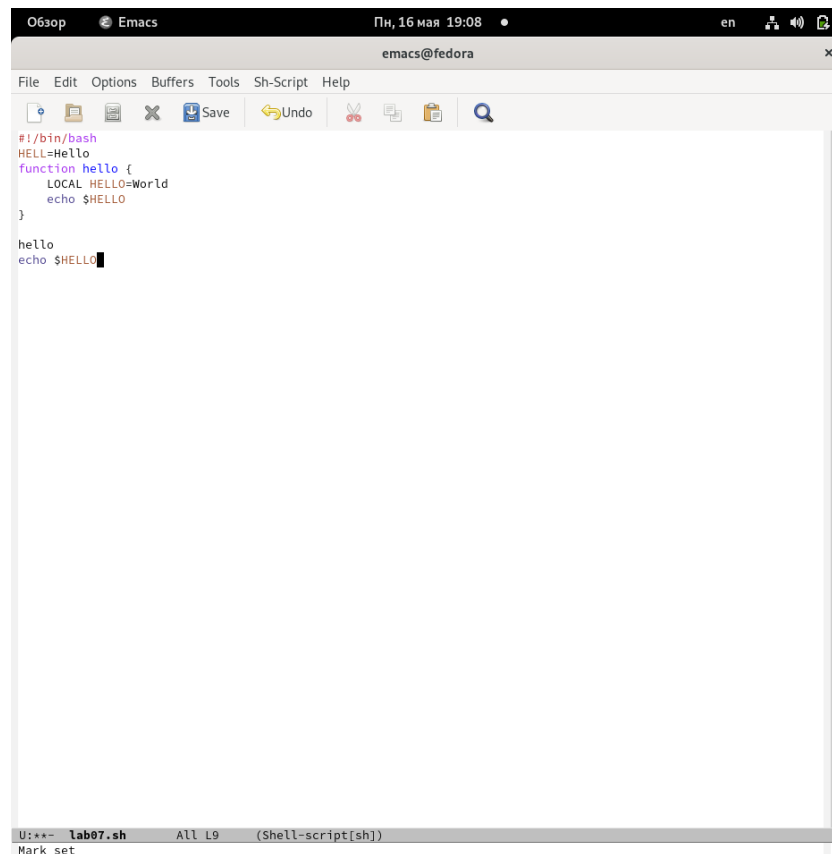 Обзор Emacs Пн, 16 мая 19:08 en
emacs@fedora ×
File Edit Options Buffers Tools Sh-Script Help
Save Undo
#!/bin/bash
HELL=Hello
function hello {
    LOCAL HELLO=World
    echo $HELLO
}
hello
echo $HELLO
U:**- lab07.sh All L9 (Shell-script[sh])
Mark set